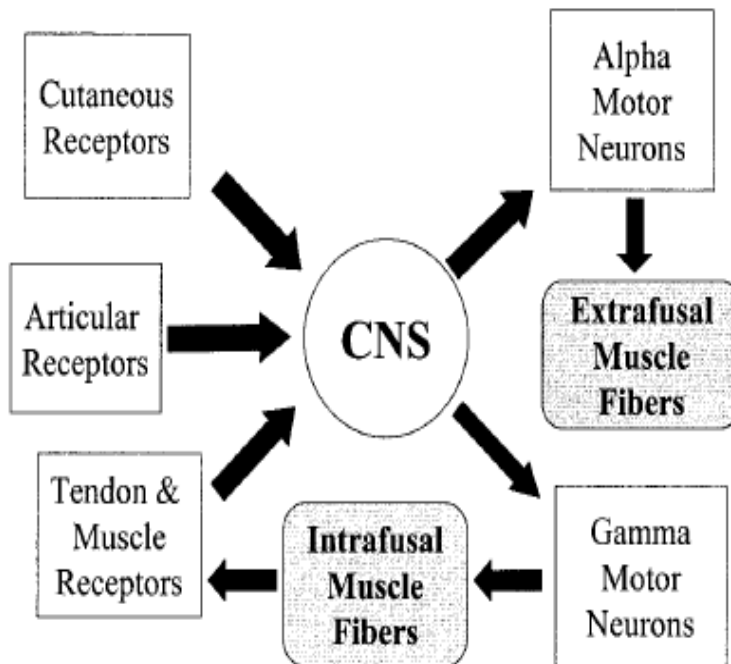 Cutaneous
Receptors
Alpha
Motor
Neurons
Articular
Receptors
CNS
Extrafusal
Muscle
Fibers
Tendon &
Muscle
Receptors
Intrafusal
Muscle
Fibers
Gamma
Motor
Neurons